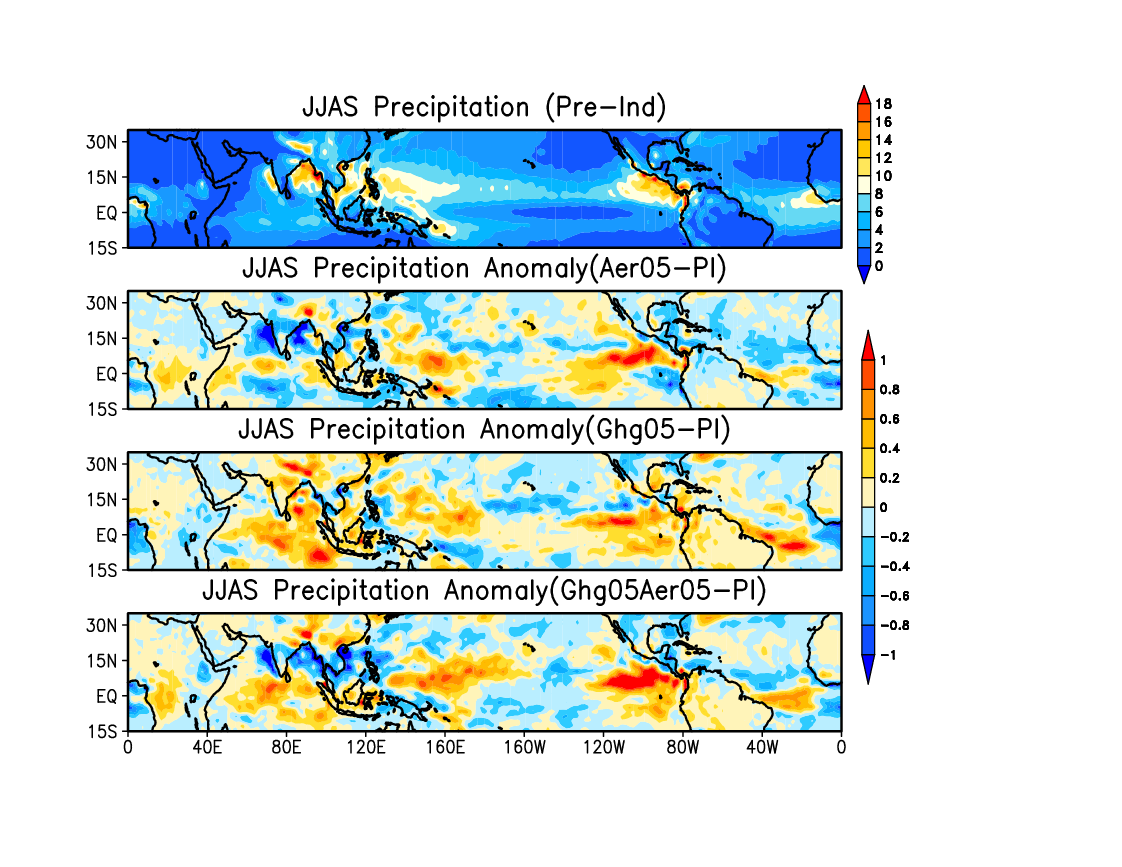 JJAS Precipitation (Pre-Ind)
30N
15N
EQ
15S
18
16
14
12
10
8
6
4
2
0
JJAS Precipitation Anomaly(Aer05-PI)
30N
15N
EQ
15S
JJAS Precipitation Anomaly(Ghg05-PI)
30N
15N
EQ
15S
JJAS Precipitation Anomaly(Ghg05Aer05-PI)
30N
15N
EQ
15S
0 40E 80E 120E 160E 160W 120W 80W 40W 0
1
0.8
0.6
0.4
0.2
0
-0.2
-0.4
-0.6
-0.8
-1